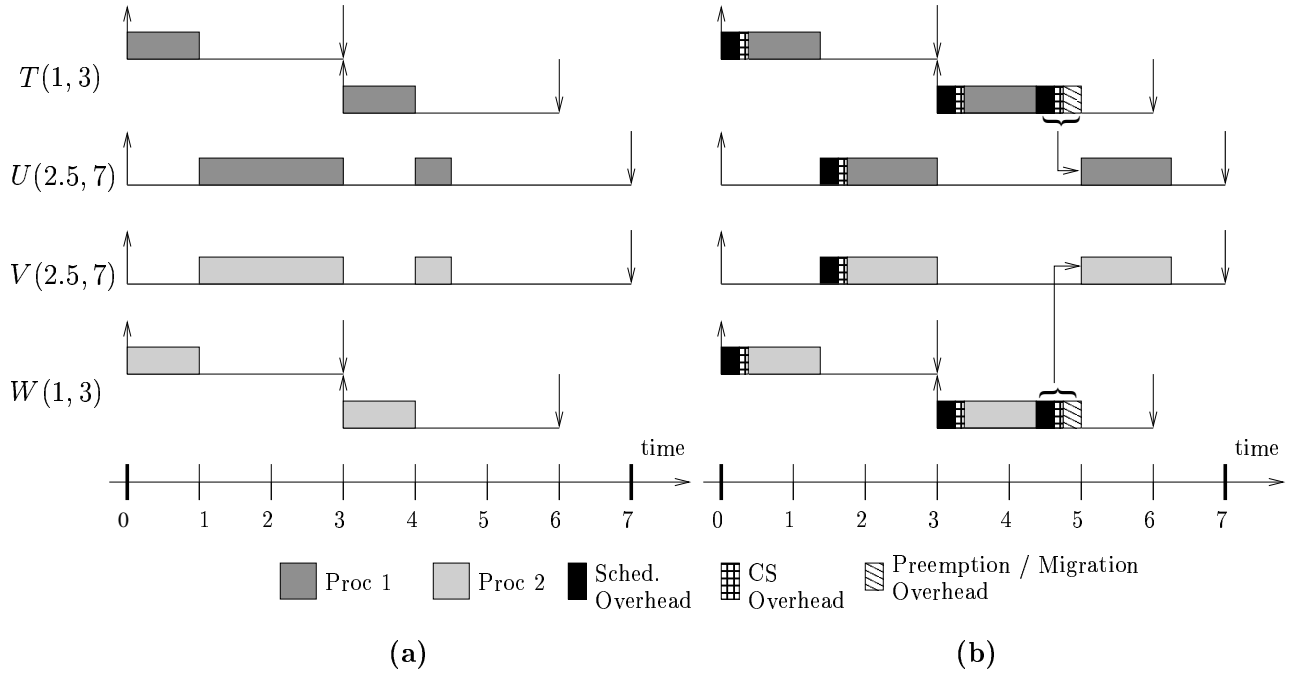 T(1, 3)
U(2.5, 7)
V(2.5, 7)
W(1, 3)
time
time
0 1 2 3 4 5 6 7
0 1 2 3 4 5 6 7
Proc 1
Proc 2
Sched.
Overhead
CS
Overhead
Preemption / Migration
Overhead
(a)
(b)